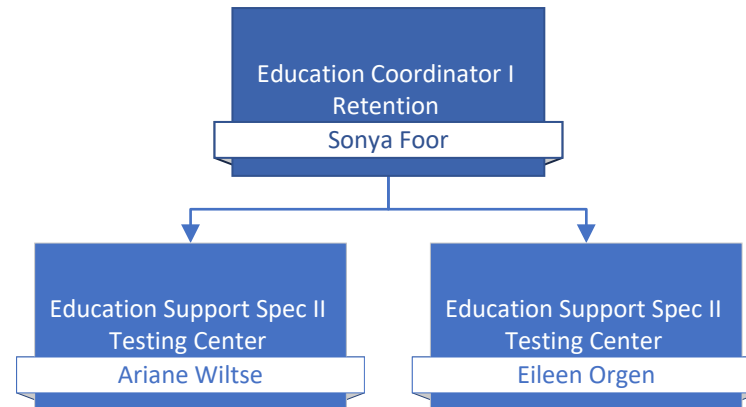 Education Coordinator I
Retention
Sonya Foor
Education Support Spec II
Testing Center
Ariane Wiltse
Education Support Spec II
Testing Center
Eileen Orgen